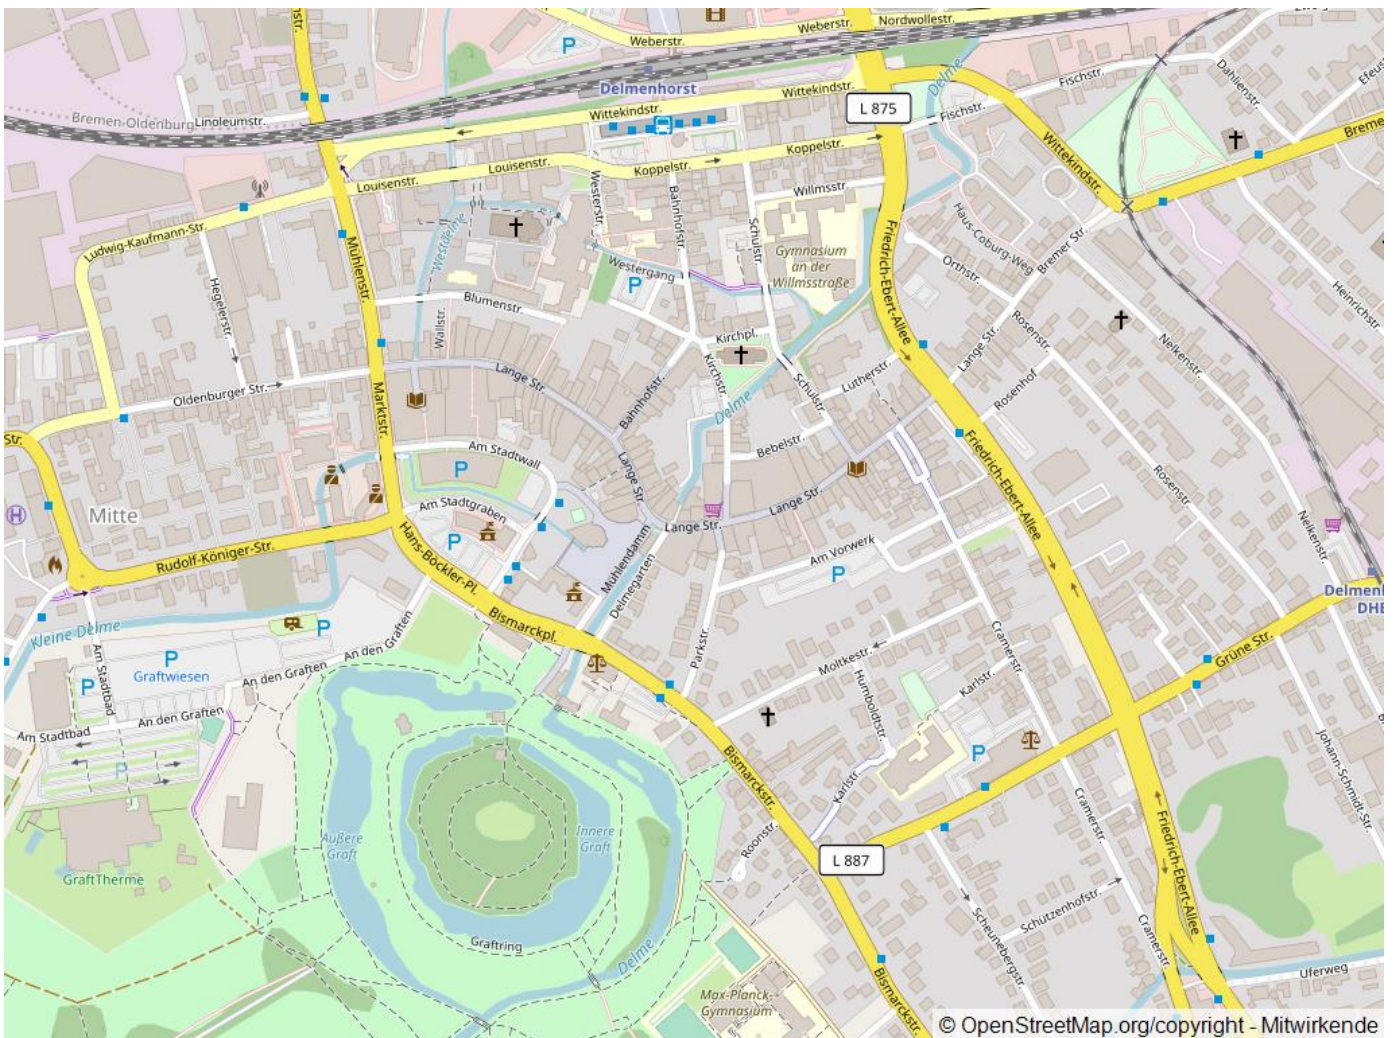 Nordwollestr.
Weberstr.
Weberstr.
P
Delmenhorst
Delme
Fischstr.
Dahlienstr.
Wittekindstr.
Wittekindstr.
L 875
Fischstr.
Bremen-Oldenburg
Linoleumstr.
Koppelstr.
Louisenstr.
Koppelstr.
Louisenstr.
Wittekindstr.
Westerstr.
Bahnhofstr.
Willmsstr.
Schulstr.
Ludwig-Kaufmann-Str.
Westdelme
Haus-Coburg-Weg
Bremer Str.
Mühlenstr.
Gymnasium
an der
Willmsstraße
Friedrich-Ebert-Allee
Orthstr.
Westergang
P
Hegelerstr.
Heinrichstr.
Blumenstr.
Wallstr.
Kirchpl.
Rosenstr.
Nelkenstr.
Lange Str.
Lange Str.
Kirchstr.
Lutherstr.
Schulstr.
Rosenhof
Oldenburger Str.
Marktstr.
Bahnhofstr.
Delme
Str.
Am Stadtwall
Bebelstr.
Friedrich-Ebert-Allee
P
Lange Str.
Lange Str.
Rosenstr.
H
Mitte
Am Stadtgraben
Lange Str.
Nelkenstr.
P
Hans-Böckler-Pl.
Mühlendamm
Am Vorwerk
Rudolf-Königer-Str.
Delmegarten
P
Bismarckpl.
Kleine Delme
P
An den Graften
Parkstr.
Cramerstr.
Moltkestr.
Grüne Str.
Am Stadtbad
P
Graftwiesen
An den Graften
Karlstr.
P
Humboldtstr.
An den Graften
Am Stadtbad
P
P
Bismarckstr.
Karlstr.
Cramerstr.
Johann-Schmidt-Str.
Äußere
Graft
Innere
Graft
Roonstr.
L 887
Friedrich-Ebert-Allee
GraftTherme
Scheunebergstr.
Schützenhofstr.
Graftring
Delme
Cramerstr.
Bismarckstr.
Uferweg
Max-Planck-
Gymnasium
© OpenStreetMap.org/copyright - Mitwirkende